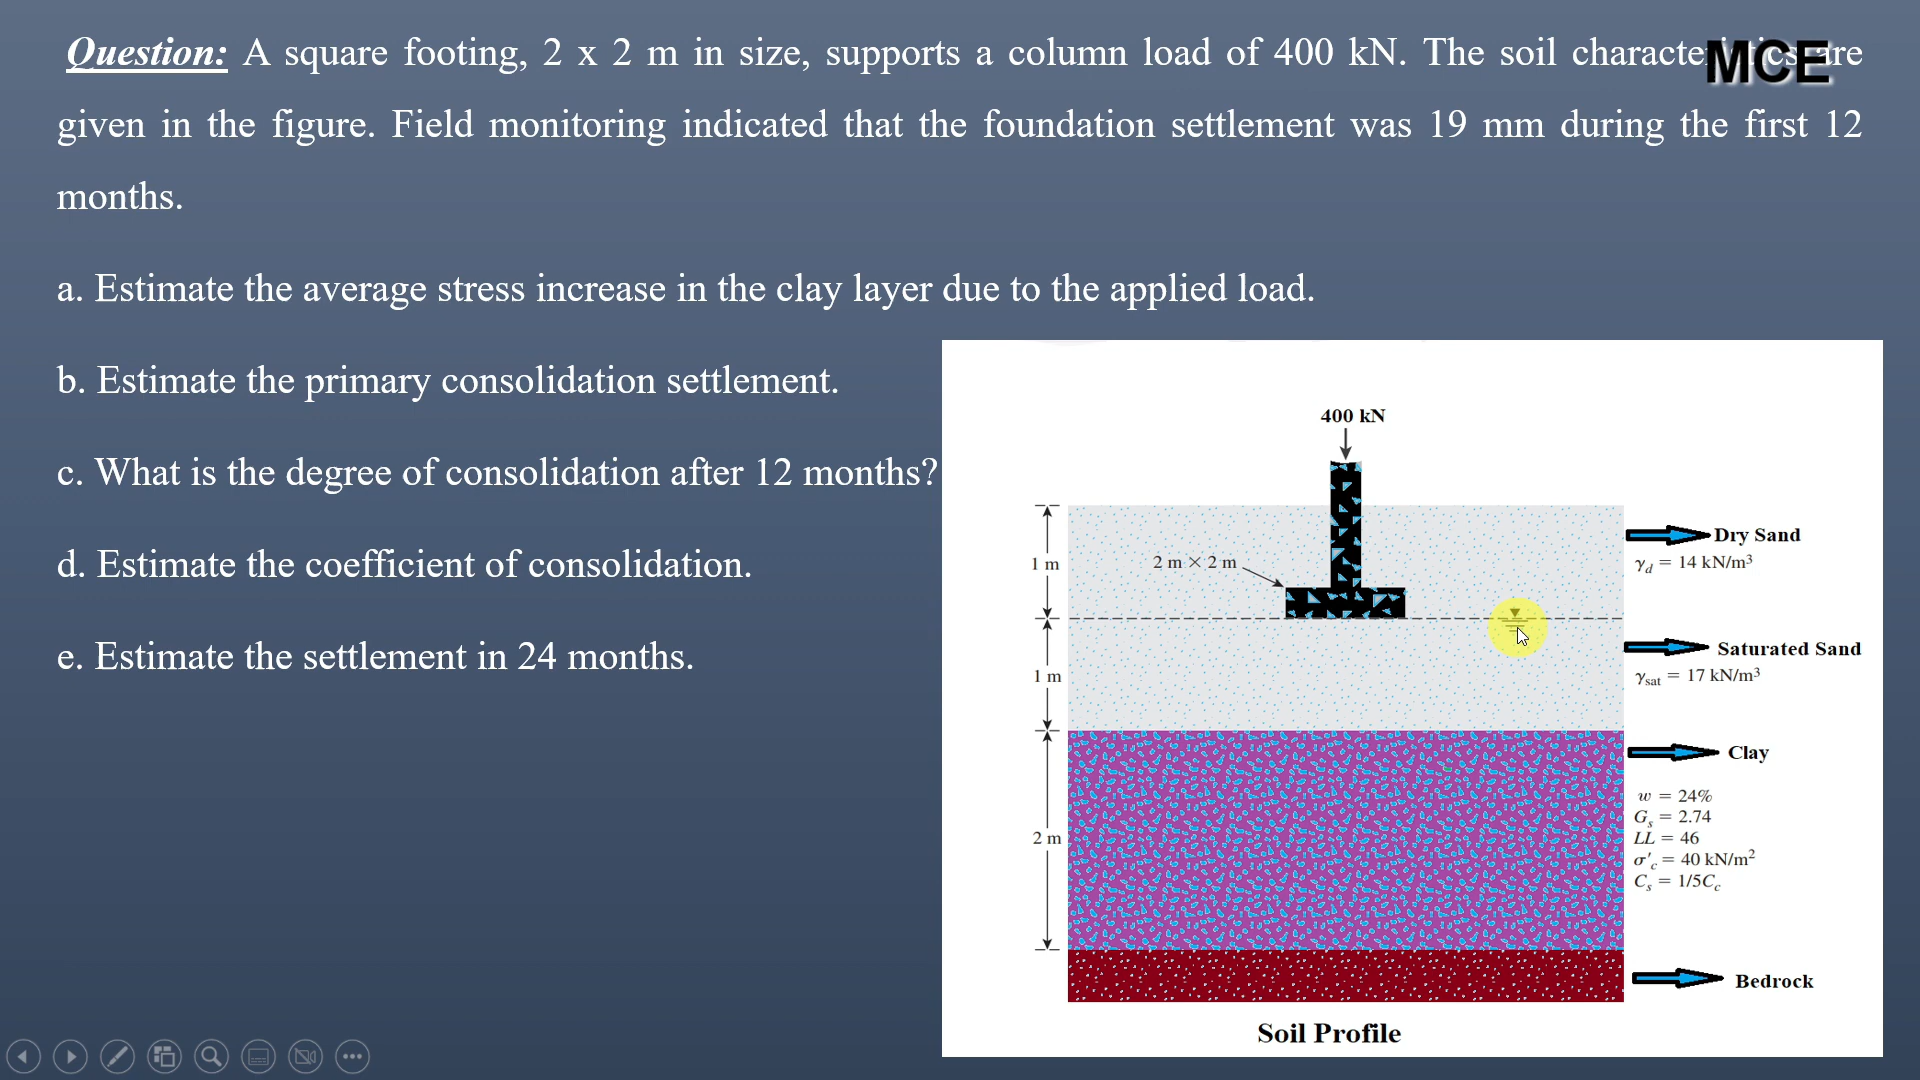 Question: A square footing, 2 x 2 m in size, supports a column load of 400 kN. The soil are
MCE
given in the figure. Field monitoring indicated that the foundation settlement was 19 mm during the first 12
months.
a. Estimate the average stress increase in the clay layer due to the applied load.
b. Estimate the primary consolidation settlement.
c. What is the degree of consolidation after 12 months?
d. Estimate the coefficient of consolidation.
e. Estimate the settlement in 24 months.
400 kN
Dry Sand
1 m
2 m × 2 m
γd = 14 kN/m³
Saturated Sand
1 m
γsat = 17 kN/m³
Clay
w = 24%
Gs = 2.74
2 m
LL = 46
σ'c = 40 kN/m²
Cs = 1/5Cc
Bedrock
Soil Profile